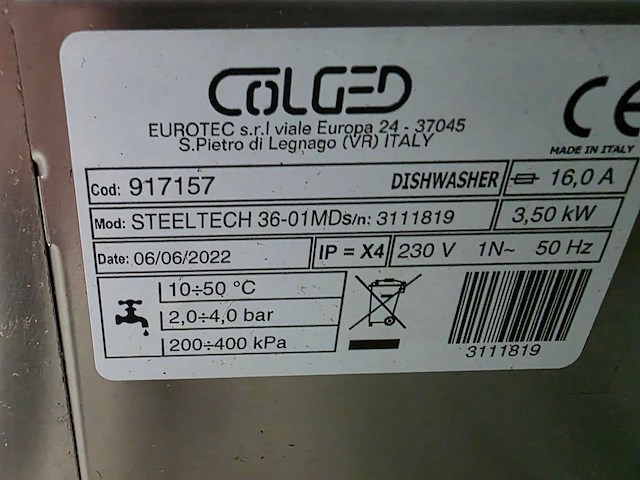 COLGED
EUROTEC s.r.l viale Europa 24 - 37045
S.Pietro di Legnago (VR) ITALY
CE
MADE IN ITALY
Cod: 917157 DISHWASHER 16,0 A
Mod: STEELTECH 36-01MD s/n: 3111819 3,50 kW
Date: 06/06/2022 IP = X4 230 V 1N~ 50 Hz
10÷50 °C
2,0÷4,0 bar
200÷400 kPa
3111819